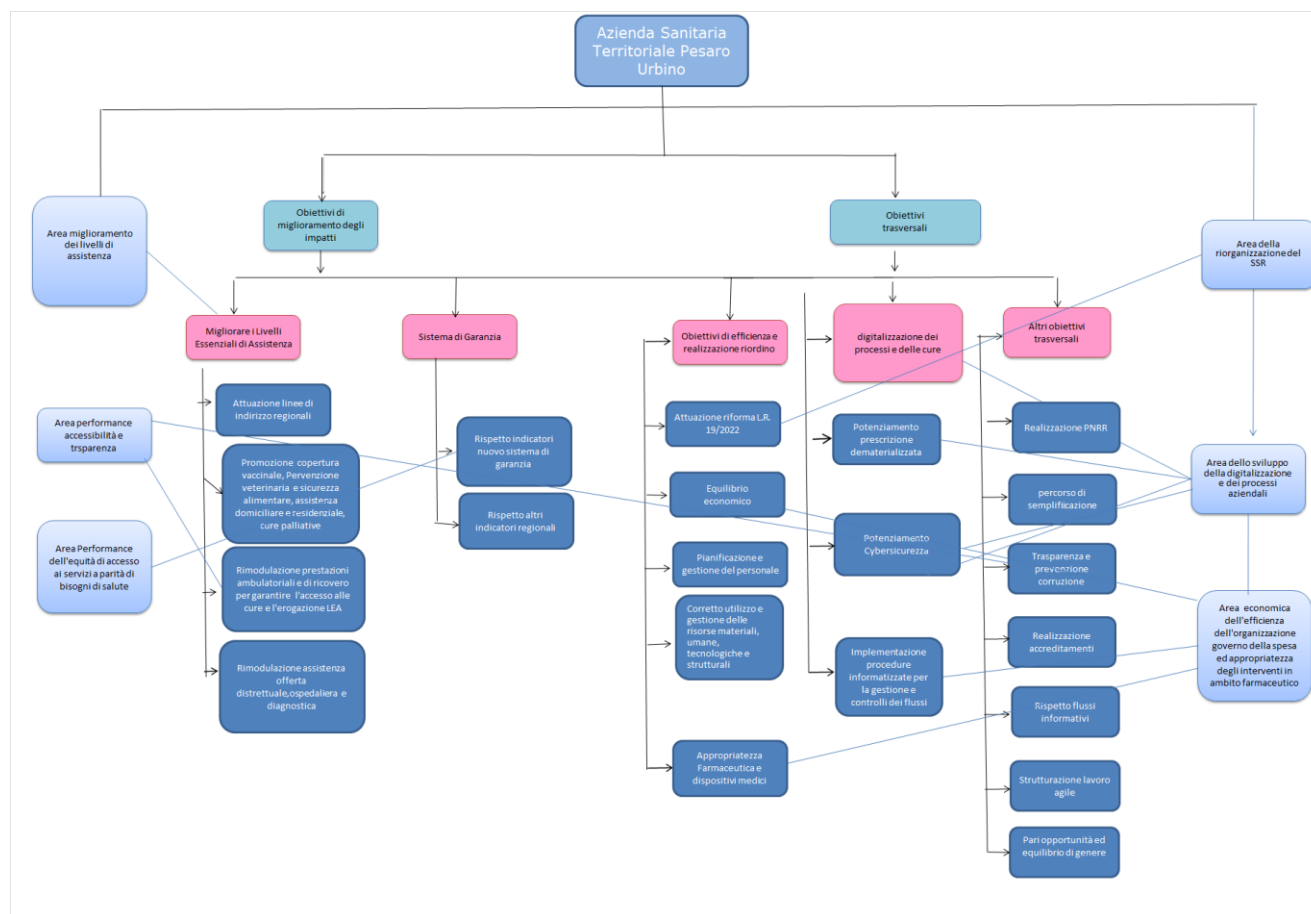 Azienda Sanitaria
Territoriale Pesaro
Urbino
Obiettivi di
miglioramento degli
impatti
Obiettivi
trasversali
Area miglioramento
dei livelli di
assistenza
Area della
riorganizzazione del
SSR
Migliorare i Livelli
Essenziali di Assistenza
Sistema di Garanzia
Obiettivi di efficienza e
realizzazione riordino
digitalizzazione dei
processi e delle cure
Altri obiettivi
trasversali
Attuazione linee di
indirizzo regionali
Promozione copertura
vaccinale, Pervenzione
veterinaria e sicurezza
alimentare, assistenza
domiciliare e residenziale,
cure palliative
Rimodulazione prestazioni
ambulatoriali e di ricovero
per garantire l'accesso alle
cure e l'erogazione LEA
Rimodulazione assistenza
offerta
distrettuale,ospedaliera e
diagnostica
Rispetto indicatori
nuovo sistema di
garanzia
Rispetto altri
indicatori regionali
Attuazione riforma L.R.
19/2022
Equilibrio
economico
Pianificazione e
gestione del personale
Corretto utilizzo e
gestione delle
risorse materiali,
umane,
tecnologiche e
strutturali
Appropriatezza
Farmaceutica e
dispositivi medici
Potenziamento
prescrizione
dematerializzata
Potenziamento
Cybersicurezza
Implementazione
procedure
informatizzate per
la gestione e
controlli dei flussi
Realizzazione PNRR
percorso di
semplifiicazione
Trasparenza e
prevenzione
corruzione
Realizzazione
accreditamenti
Rispetto flussi
informativi
Strutturazione lavoro
agile
Pari opportunità ed
equilibrio di genere
Area performance
accessibilità e
trsparenza
Area Performance
dell'equità di accesso
ai servizi a parità di
bisogni di salute
Area dello sviluppo
della digitalizzazione
e dei processi
aziendali
Area economica
dell'efficienza
dell'organizzazione
governo della spesa
ed appropriatezza
degli interventi in
ambito farmaceutico